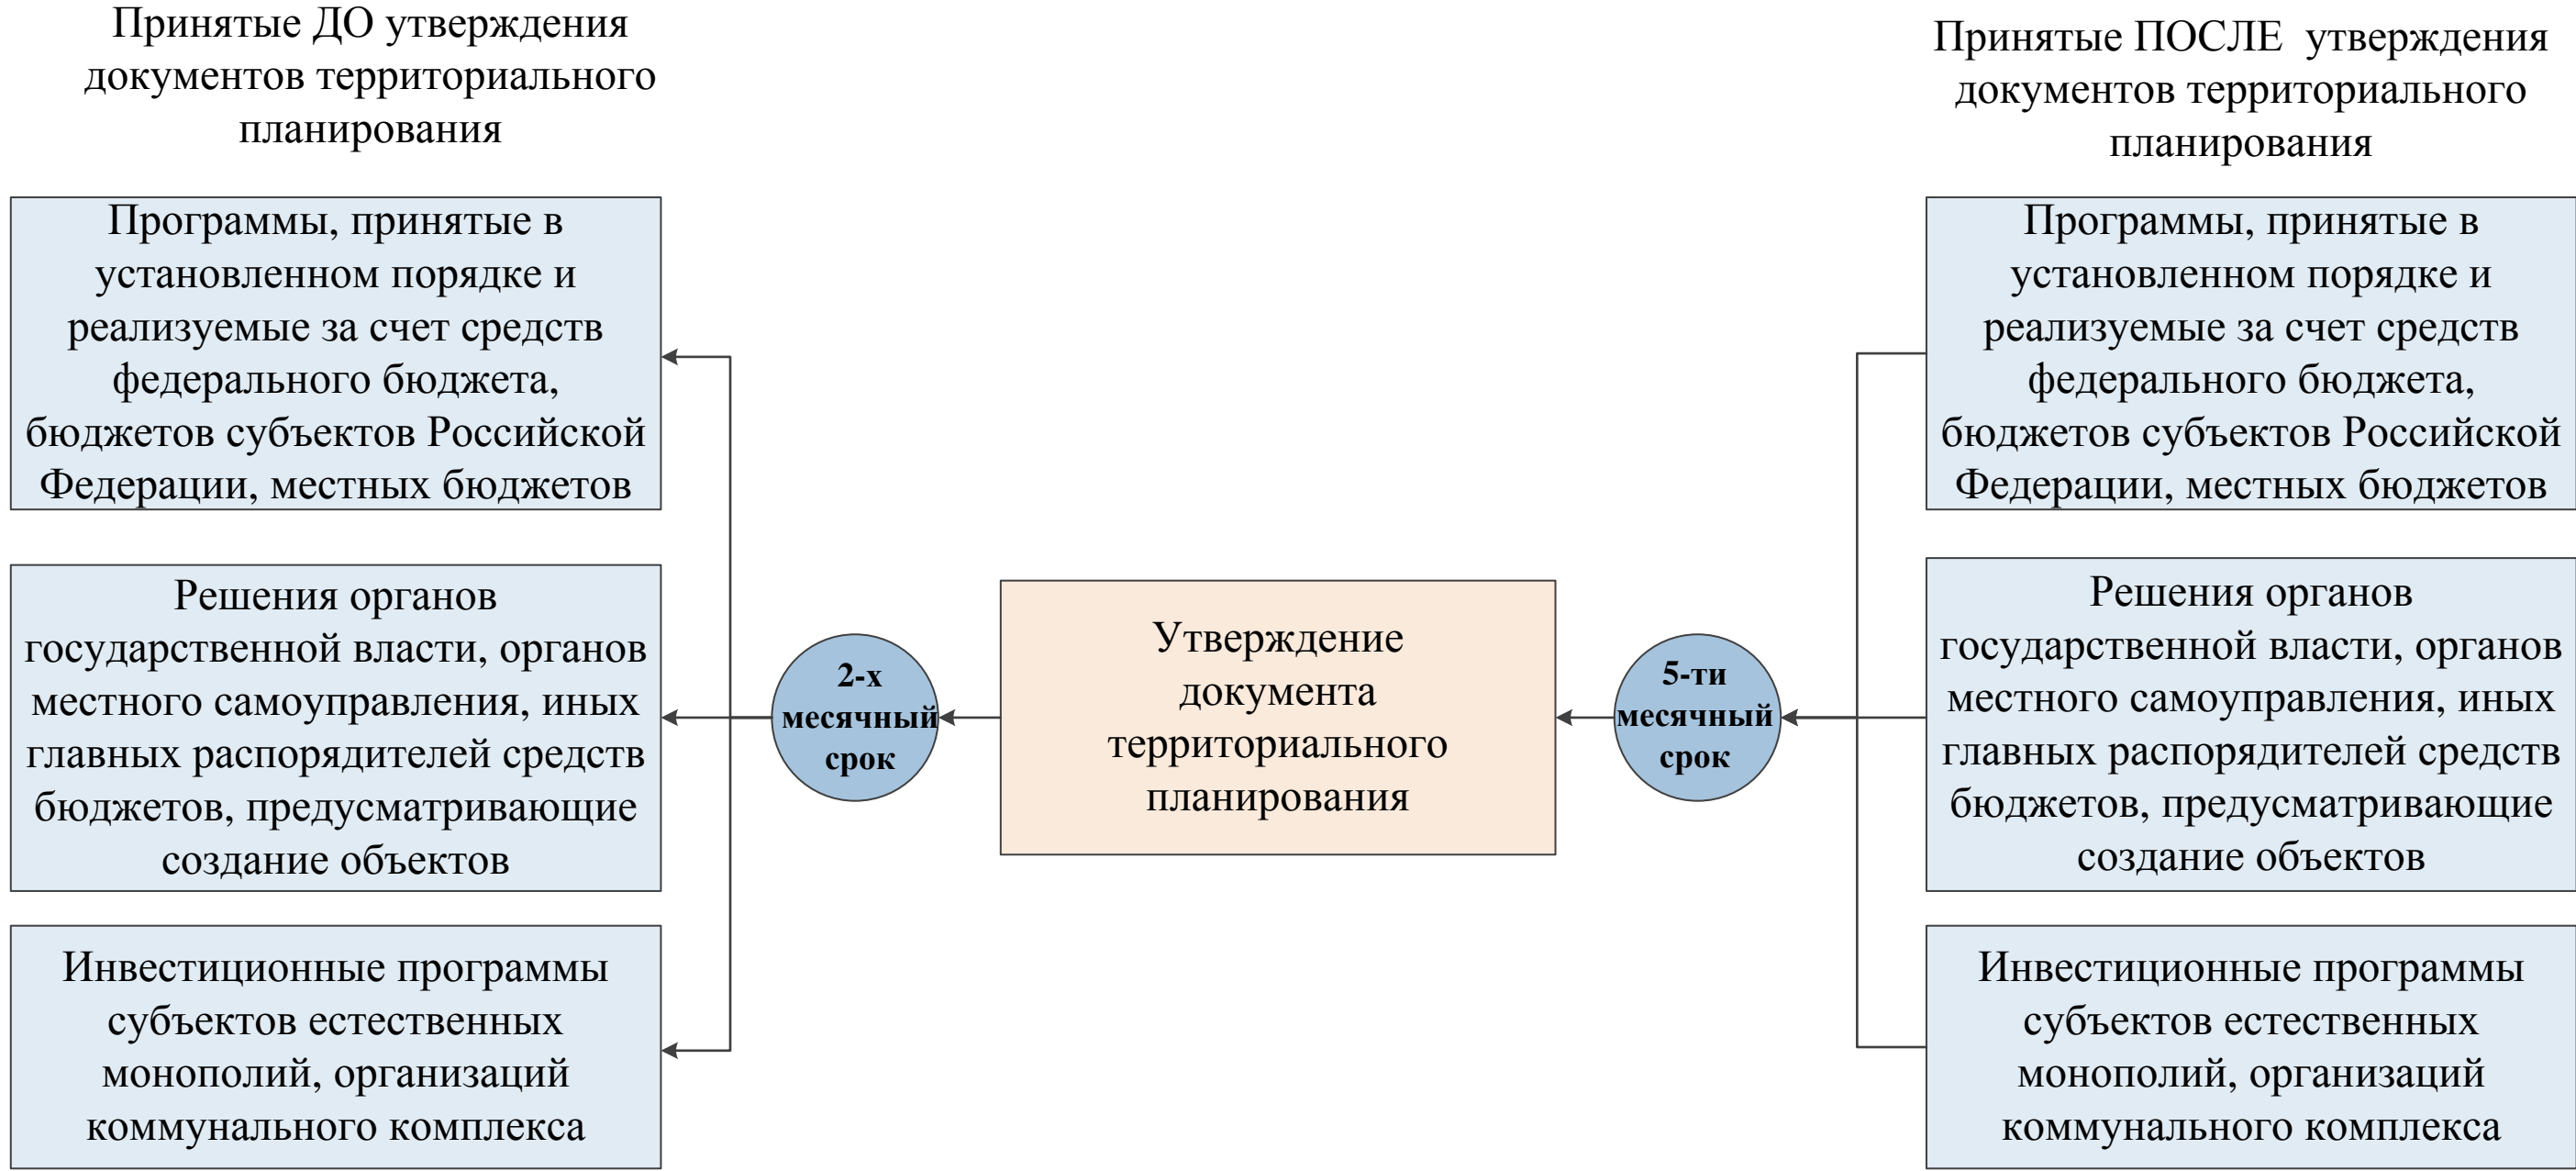 Принятые ДО утверждения
документов территориального
планирования
Программы, принятые в
установленном порядке и
реализуемые за счет средств
федерального бюджета,
бюджетов субъектов Российской
Федерации, местных бюджетов
Решения органов
государственной власти, органов
местного самоуправления, иных
главных распорядителей средств
бюджетов, предусматривающие
создание объектов
Инвестиционные программы
субъектов естественных
монополий, организаций
коммунального комплекса
2-х
месячный
срок
Утверждение
документа
территориального
планирования
5-ти
месячный
срок
Принятые ПОСЛЕ утверждения
документов территориального
планирования
Программы, принятые в
установленном порядке и
реализуемые за счет средств
федерального бюджета,
бюджетов субъектов Российской
Федерации, местных бюджетов
Решения органов
государственной власти, органов
местного самоуправления, иных
главных распорядителей средств
бюджетов, предусматривающие
создание объектов
Инвестиционные программы
субъектов естественных
монополий, организаций
коммунального комплекса